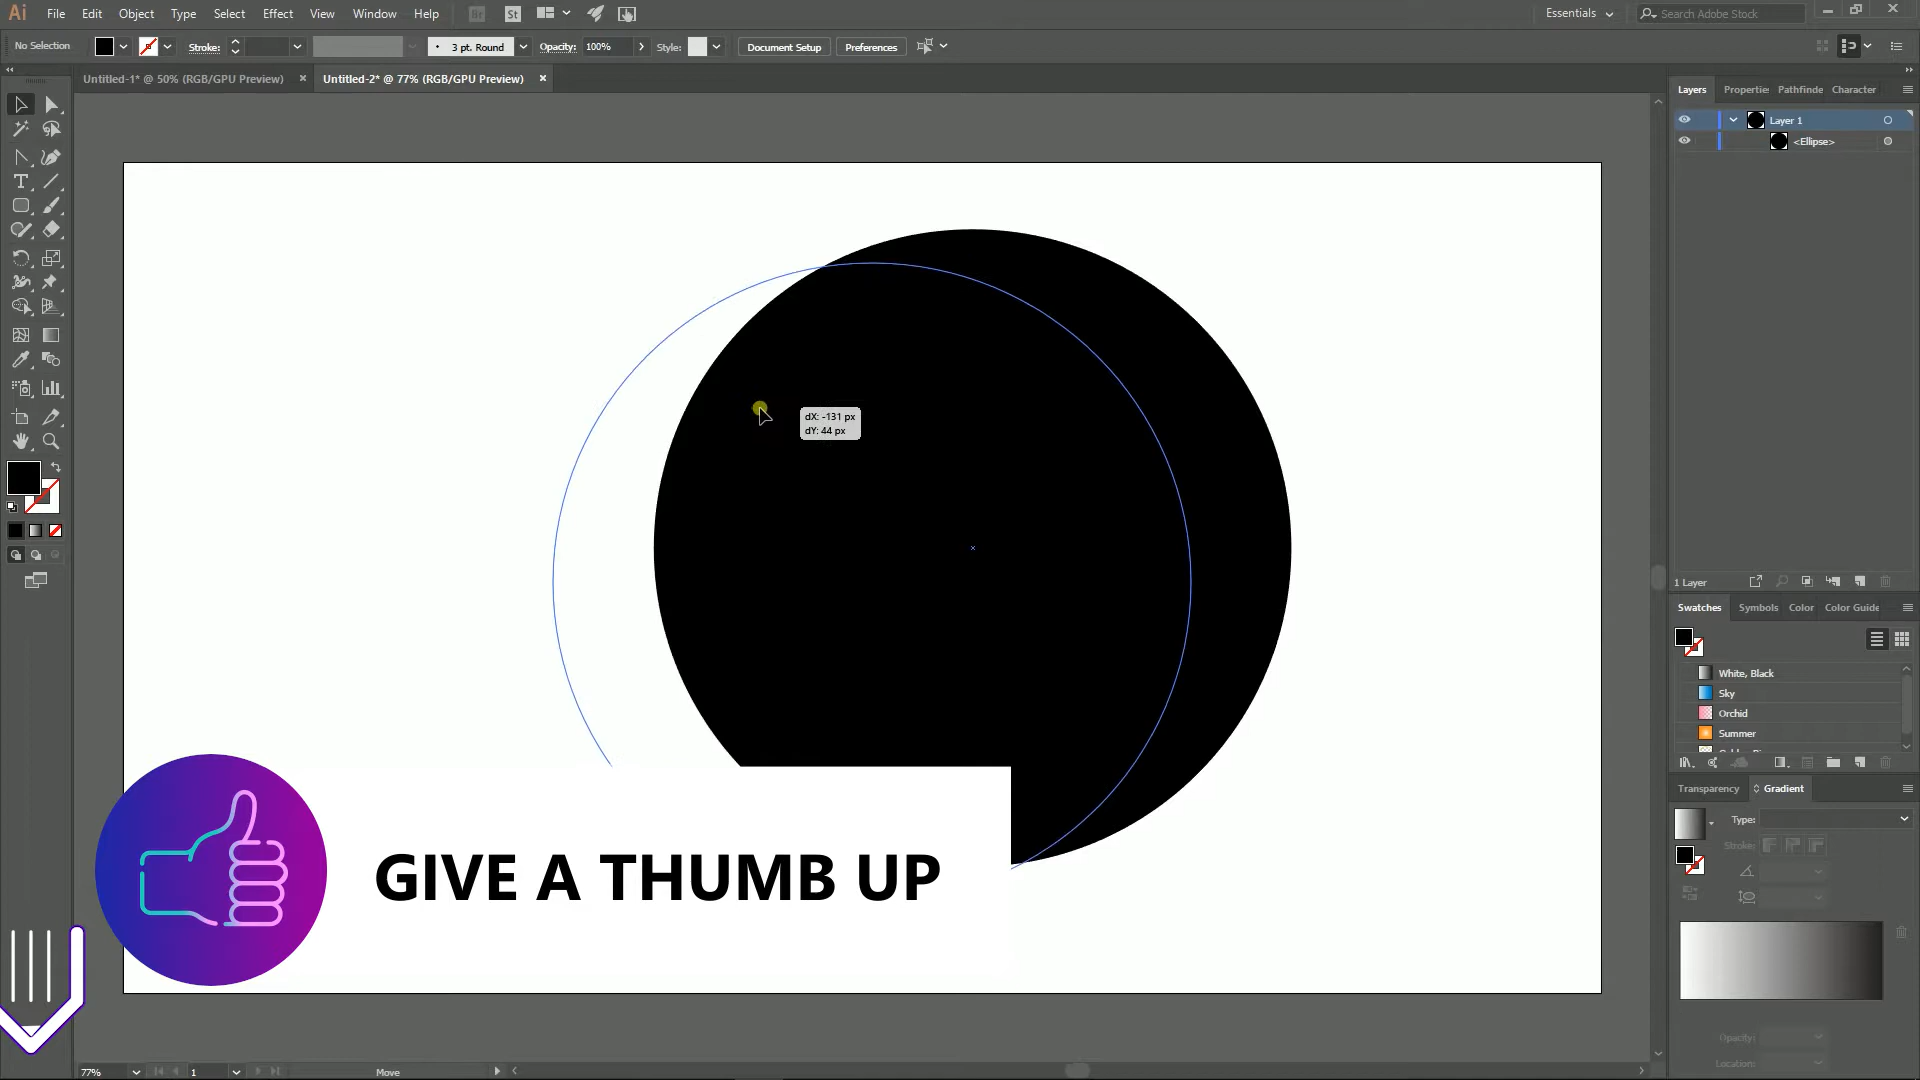 Ai File Edit Object Type Select Effect View Window Help Br St Essentials Search Adobe Stock
No Selection Stroke: 3 pt. Round Opacity: 100% Style: Document Setup Preferences
Untitled-1* @ 50% (RGB/GPU Preview) Untitled-2* @ 77% (RGB/GPU Preview)
Layers Properties Pathfinde Character
Layer 1
<Ellipse>
dX: -131 px
dY: 44 px
1 Layer
Swatches Symbols Color Color Guide
White, Black
Sky
Orchid
Summer
Transparency Gradient
Type:
Stroke:
GIVE A THUMB UP
Opacity:
Location:
77% 1 Move